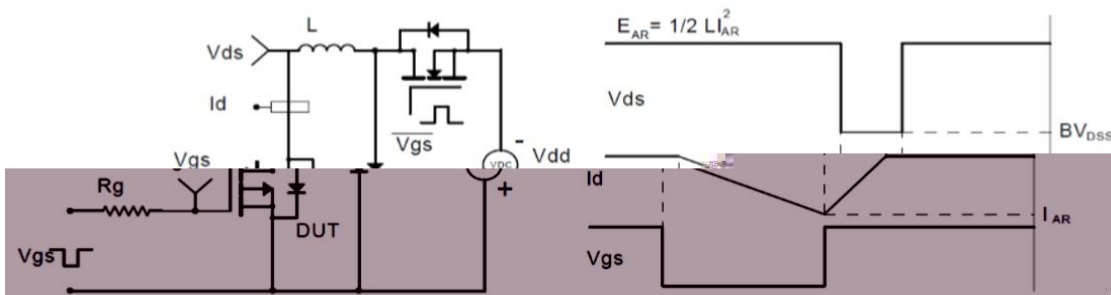 E_AR = 1/2 LI_AR^2
L
Vds
Id
Vgs
Vds
BV_DSS
Vgs
Rg
DUT
Vgs
-
VDC
Vdd
+
Id
I_AR
Vgs